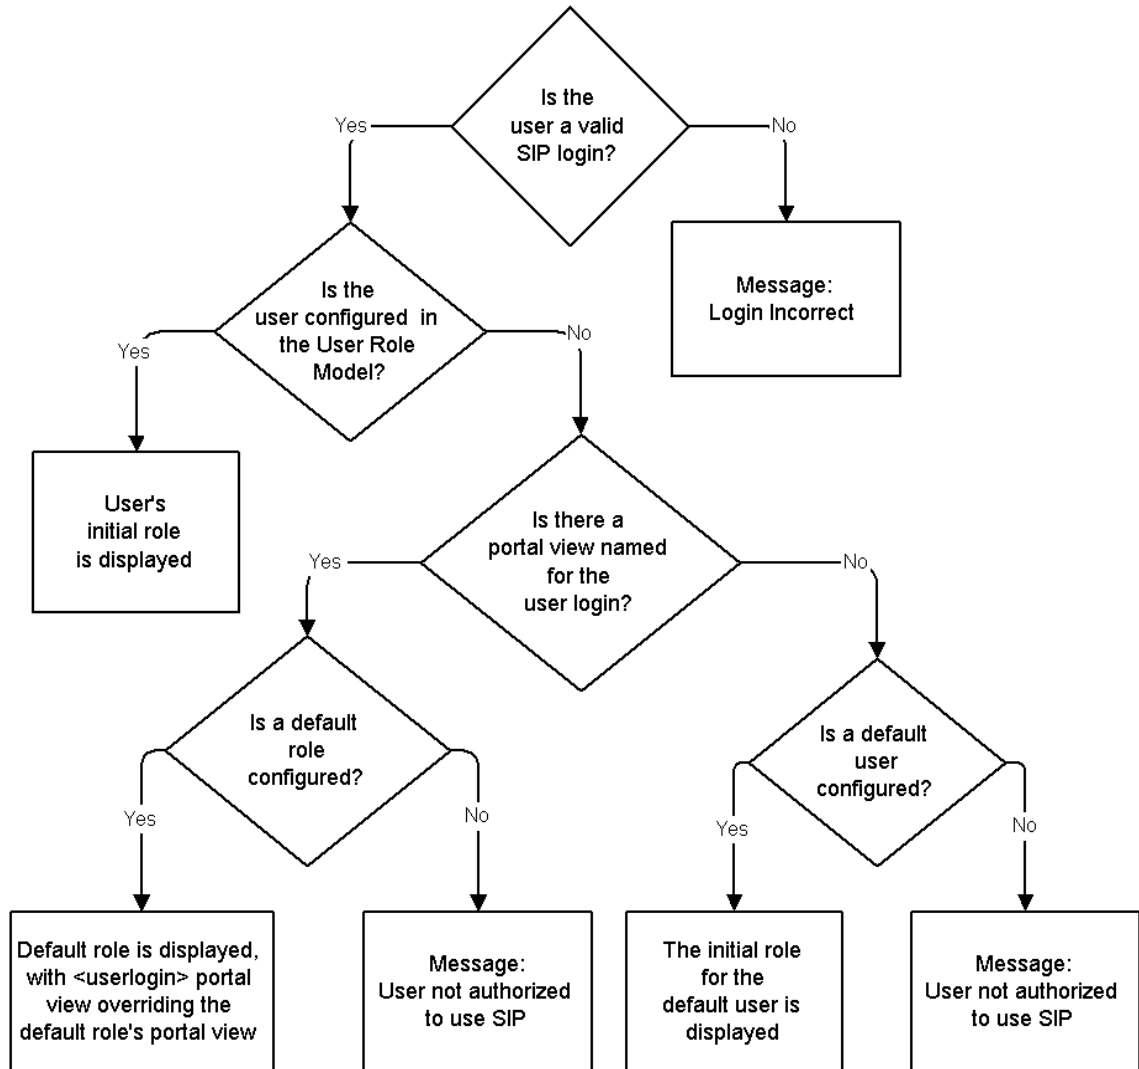 Is the
user a valid
SIP login?
Yes
No
Message:
Login Incorrect
Is the
user configured in
the User Role
Model?
Yes
No
User's
initial role
is displayed
Is there a
portal view named
for the
user login?
Yes
No
Is a default
role
configured?
Is a default
user
configured?
Yes
No
Yes
No
Default role is displayed,
with <userlogin> portal
view overriding the
default role's portal view
Message:
User not authorized
to use SIP
The initial role
for the
default user is
displayed
Message:
User not authorized
to use SIP